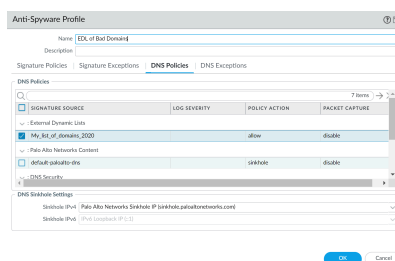 Anti-Spyware Profile
Name EDL of Bad Domains
Description
Signature Policies | Signature Exceptions | DNS Policies | DNS Exceptions
DNS Policies
7 items
SIGNATURE SOURCE LOG SEVERITY POLICY ACTION PACKET CAPTURE
: External Dynamic Lists
My_list_of_domains_2020 allow disable
: Palo Alto Networks Content
default-paloalto-dns sinkhole disable
: DNS Security
DNS Sinkhole Settings
Sinkhole IPv4 Palo Alto Networks Sinkhole IP (sinkhole.paloaltonetworks.com)
Sinkhole IPv6 IPv6 Loopback IP (::1)
OK Cancel